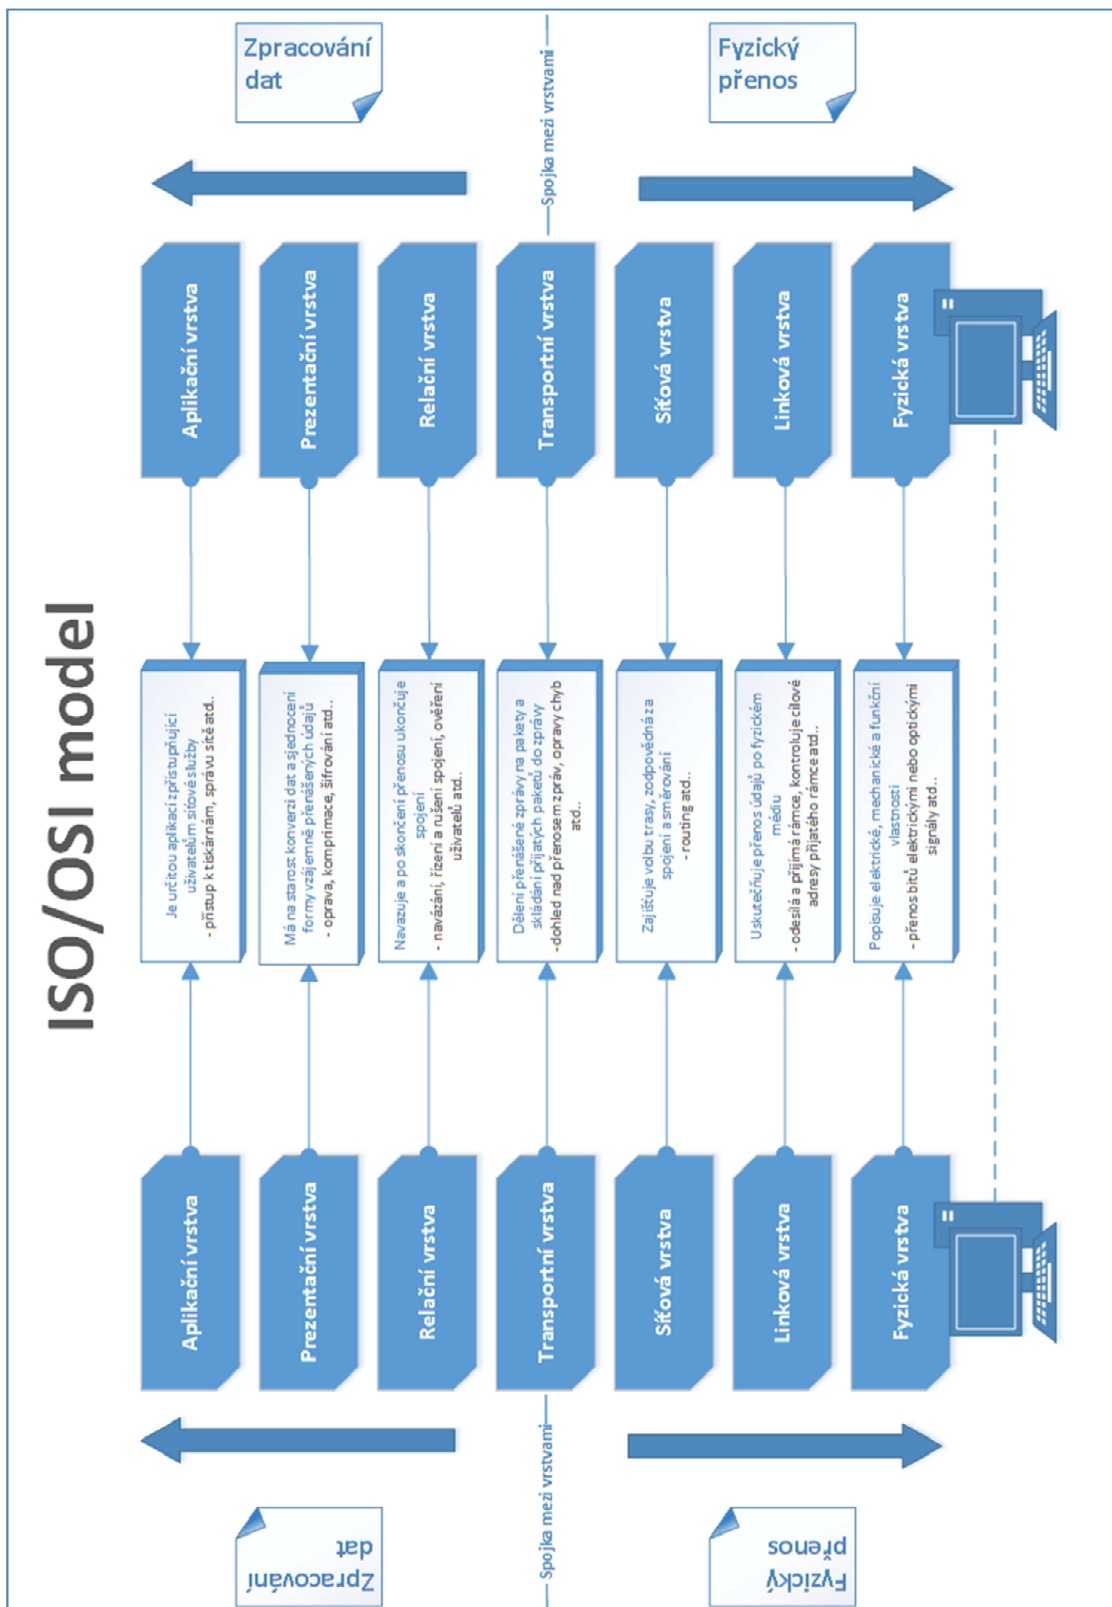 ISO/OSI model
Zpracování
dat
Zpracování
dat
Aplikační vrstva
Je určitou aplikací zpřístupňující
uživatelům síťové služby
- přístup k tiskárnám, správu sítě atd..
Aplikační vrstva
Prezentační vrstva
Má na starost konverzi dat a sjednocení
formy vzájemně přenášených údajů
- oprava, komprimace, šifrování atd..
Prezentační vrstva
Relační vrstva
Navazuje a po skončení přenosu ukončuje
spojení
- navázání, řízení a rušení spojení, ověření
uživatelů atd..
Relační vrstva
Spojka mezi vrstvami
Transportní vrstva
Dělení přenášené zprávy na pakety a
skládání přijatých paketů do zprávy
- dohled nad přenosem zpráv, opravy chyb
atd..
Transportní vrstva
Spojka mezi vrstvami
Síťová vrstva
Zajišťuje volbu trasy, zodpovědná za
spojení a směrování
- routing atd..
Síťová vrstva
Linková vrstva
Uskutečňuje přenos údajů po fyzickém
médiu
- odesílá a přijímá rámce, kontroluje cílové
adresy přijatého rámce atd..
Linková vrstva
Fyzická vrstva
Popisuje elektrické, mechanické a funkční
vlastnosti
- přenos bitů elektrickými nebo optickými
signály atd..
Fyzická vrstva
Fyzický
přenos
Fyzický
přenos